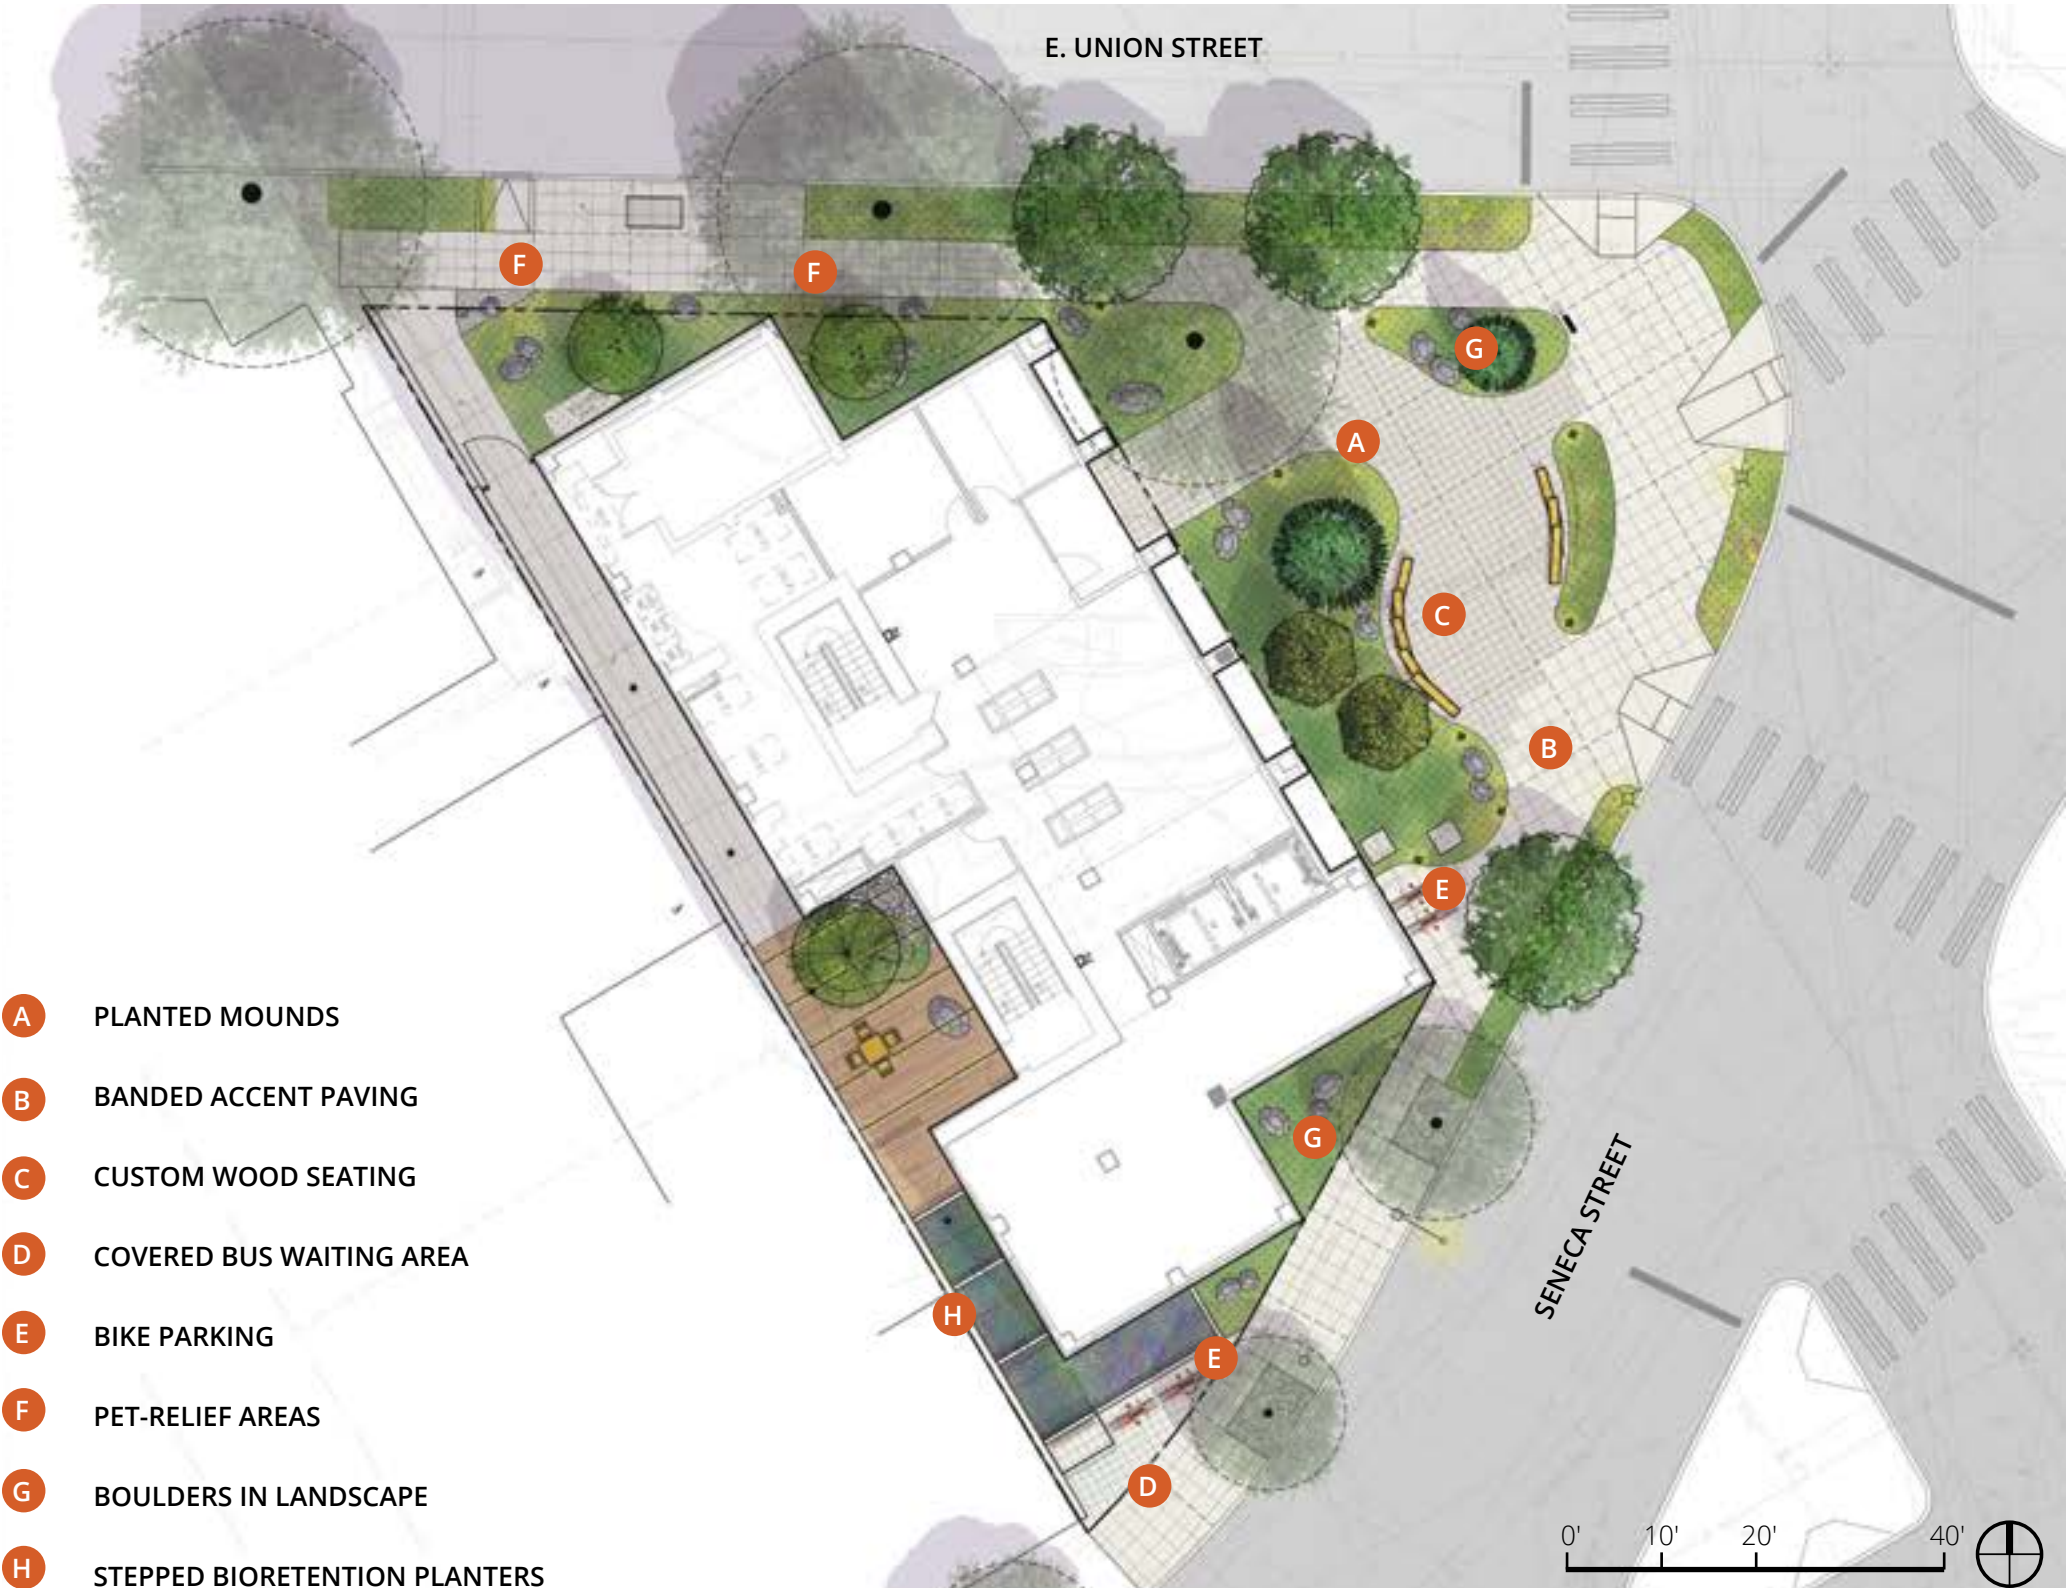 E. UNION STREET
F
F
G
A
C
B
E
G
SENECA STREET
H
E
D
A PLANTED MOUNDS
B BANDED ACCENT PAVING
C CUSTOM WOOD SEATING
D COVERED BUS WAITING AREA
E BIKE PARKING
F PET-RELIEF AREAS
G BOULDERS IN LANDSCAPE
H STEPPED BIORETENTION PLANTERS
0' 10' 20' 40'